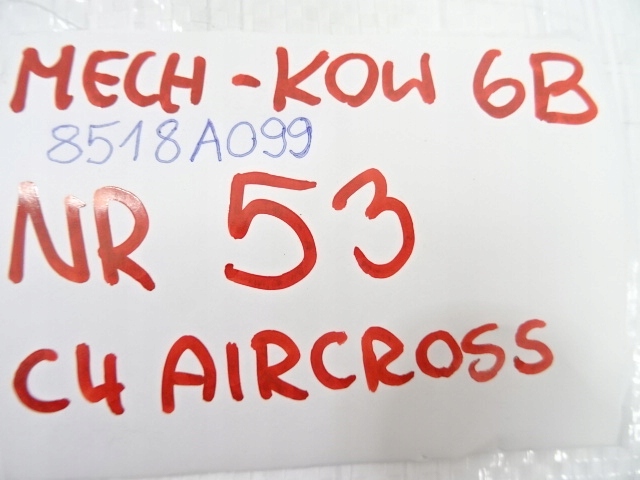 MECH - KOW 6B
8518A099
NR 53
C4 AIRCROSS